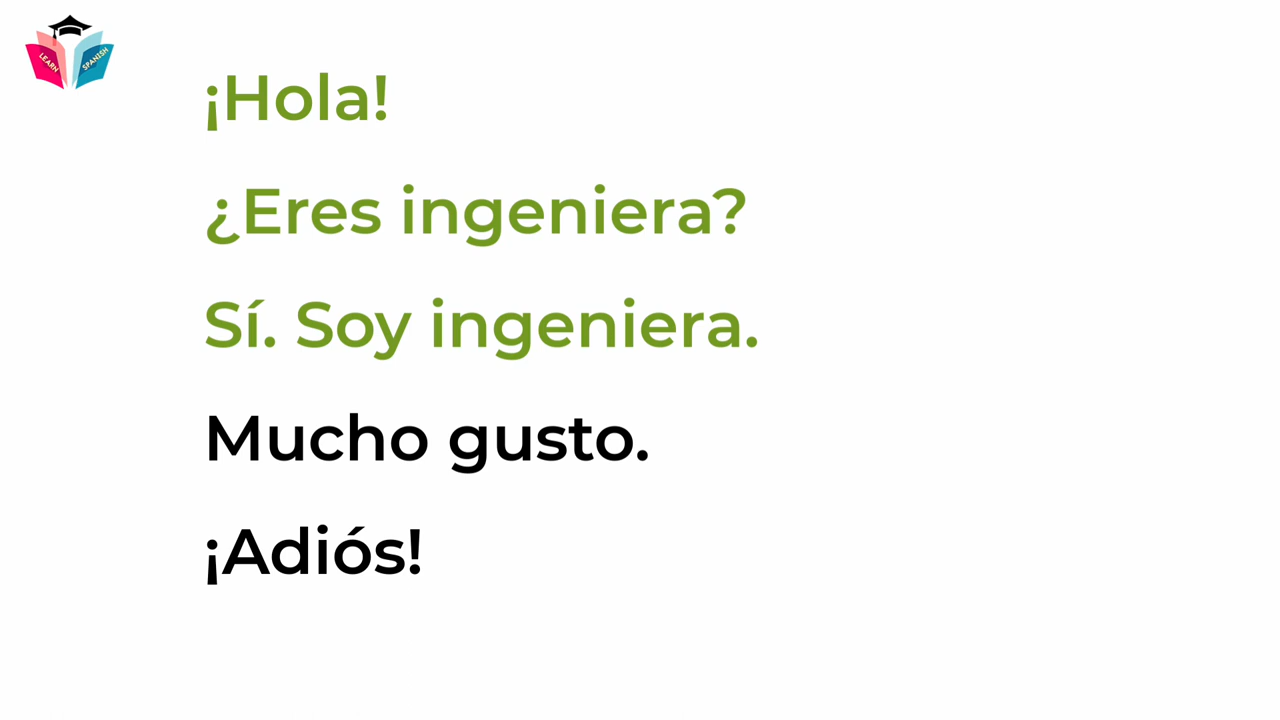 LEARN SPANISH
¡Hola!
¿Eres ingeniera?
Sí. Soy ingeniera.
Mucho gusto.
¡Adiós!